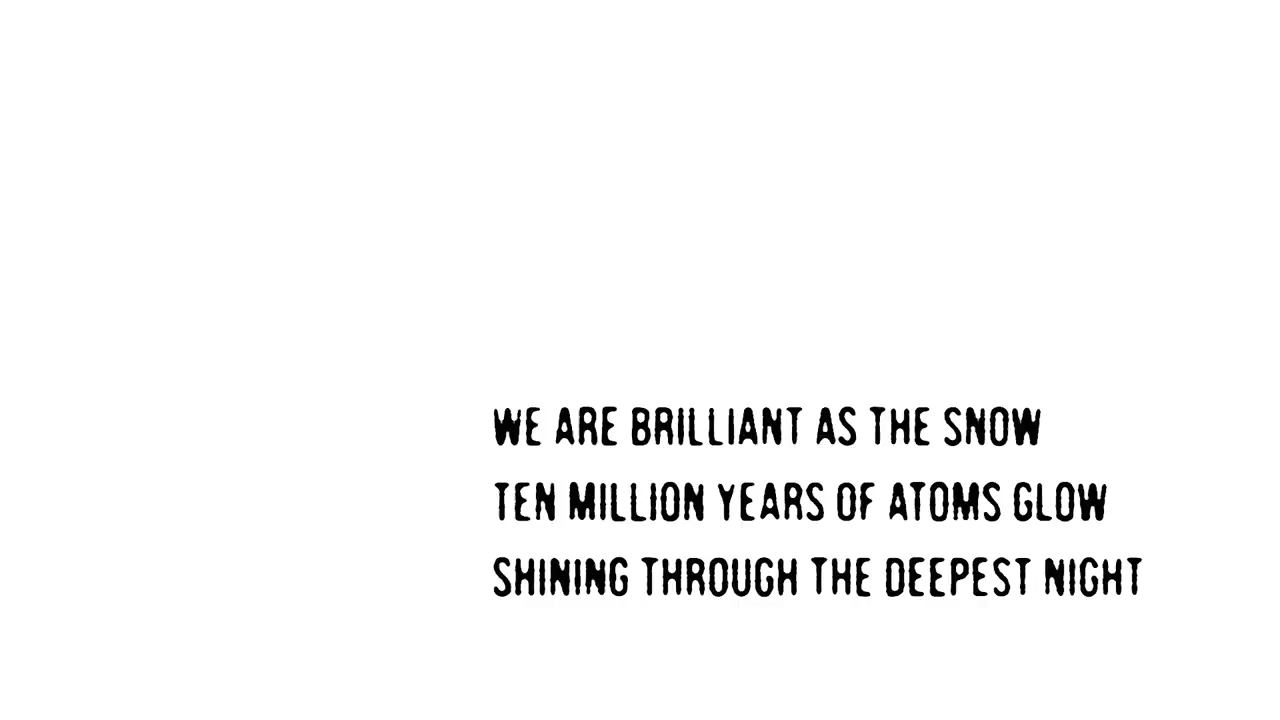 WE ARE BRILLIANT AS THE SNOW
TEN MILLION YEARS OF ATOMS GLOW
SHINING THROUGH THE DEEPEST NIGHT